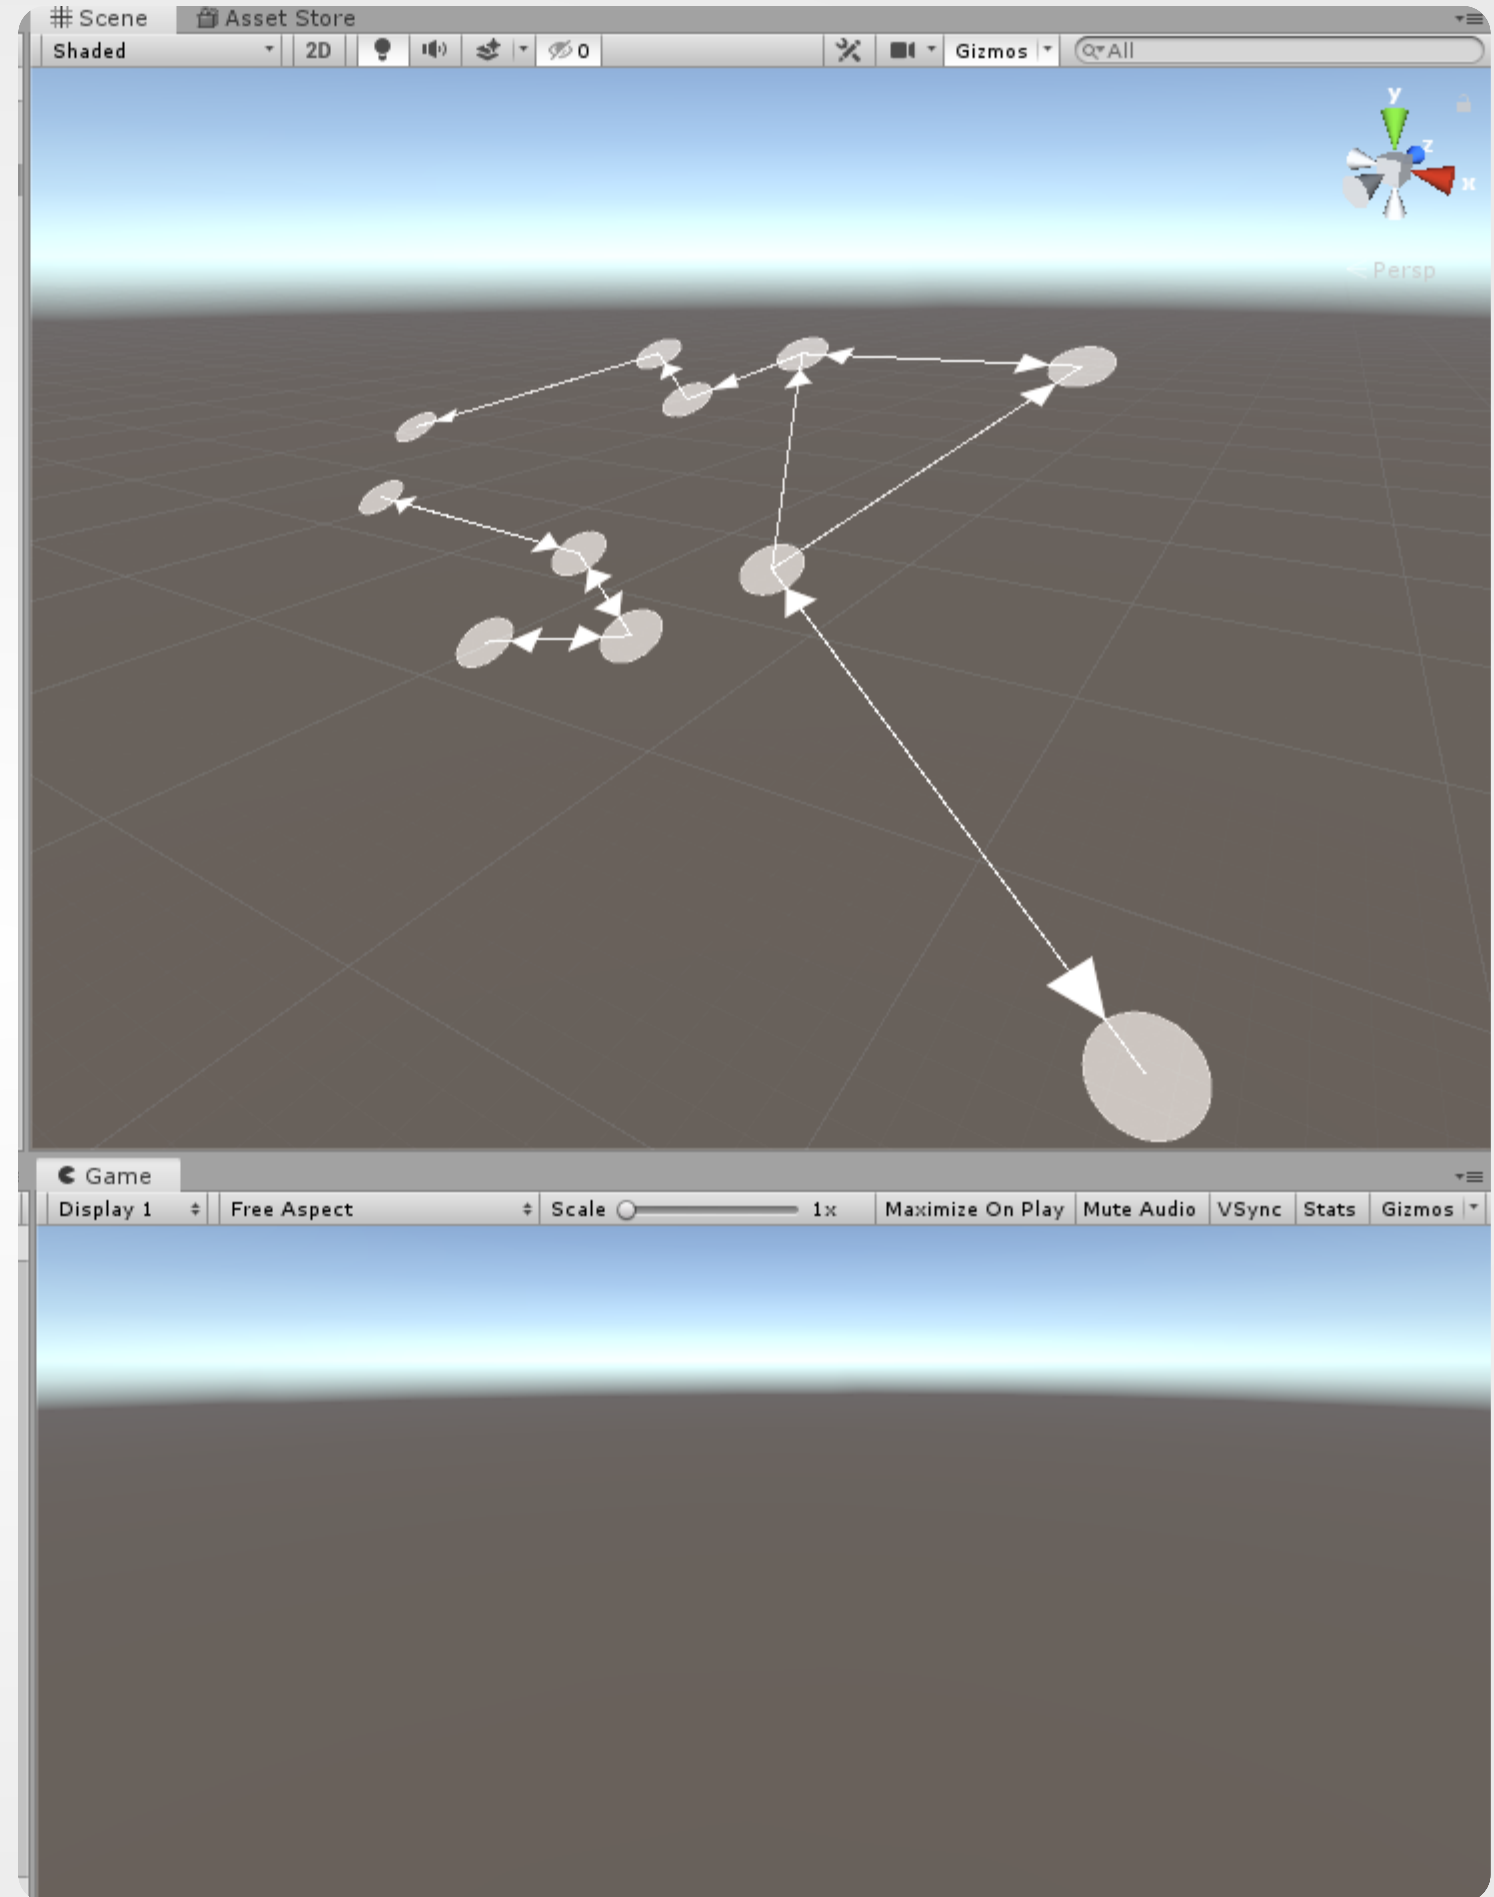 Scene Asset Store
Shaded 2D 0 Gizmos All
y
z
x
Persp
Game
Display 1 Free Aspect Scale 1x Maximize On Play Mute Audio VSync Stats Gizmos